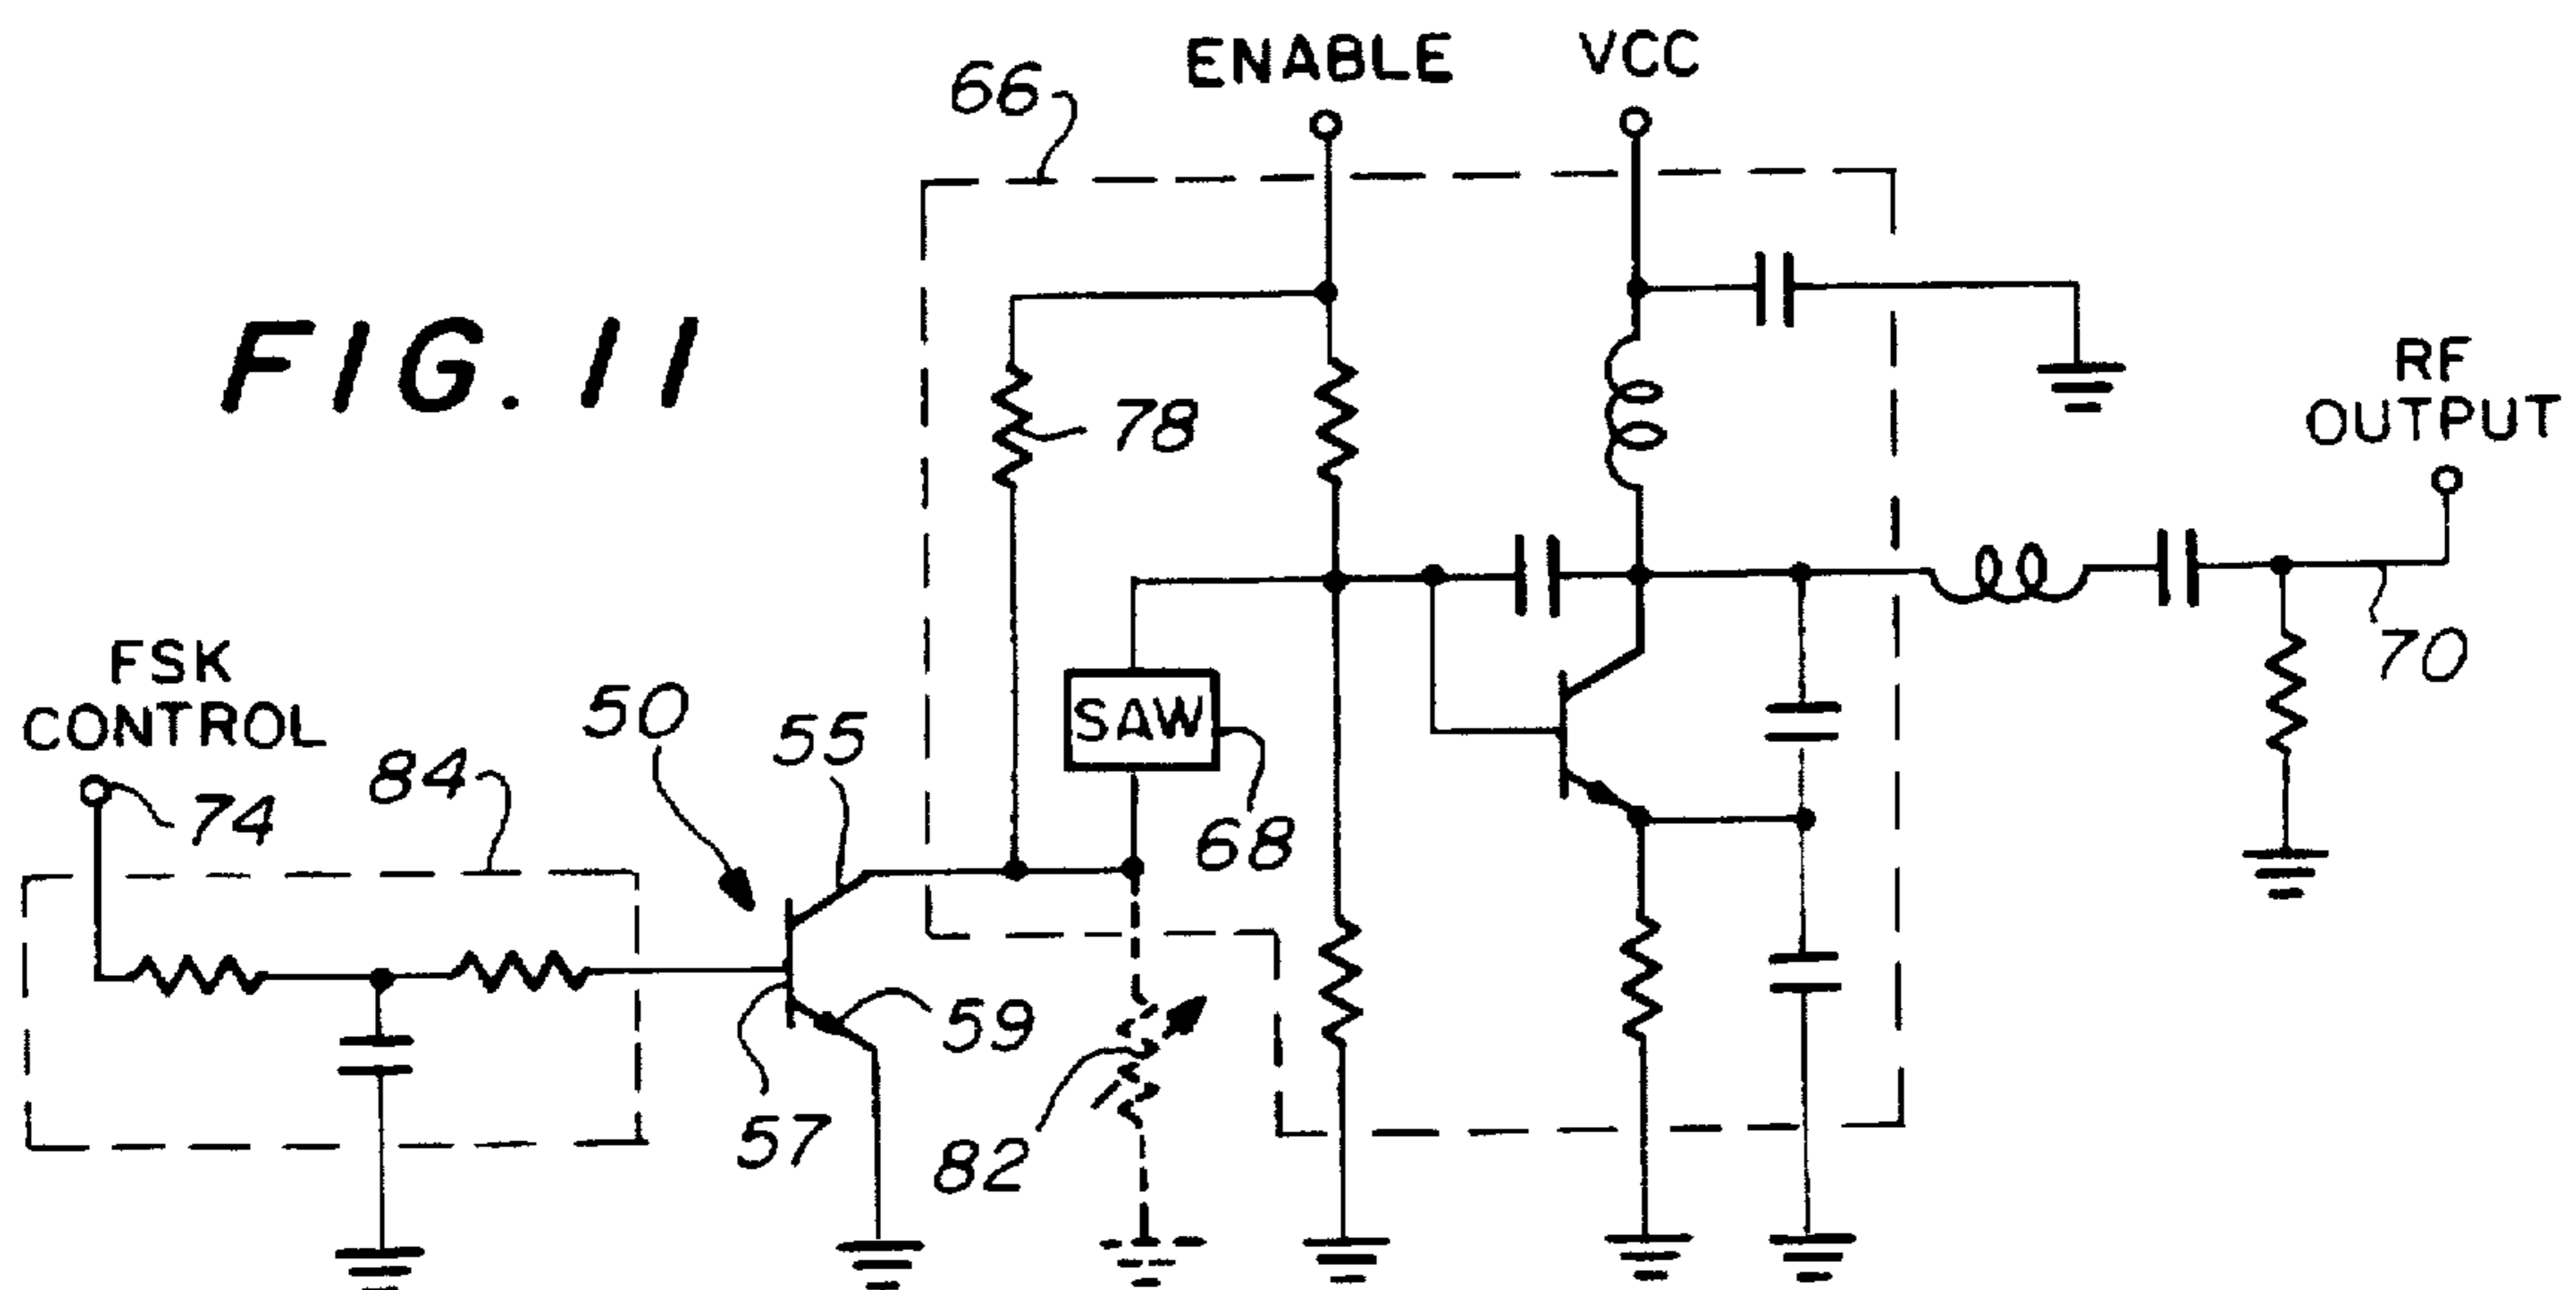 ENABLE
VCC
66
FIG. 11
78
RF
OUTPUT
70
FSK
CONTROL
74
84
50
55
SAW
68
59
57
82